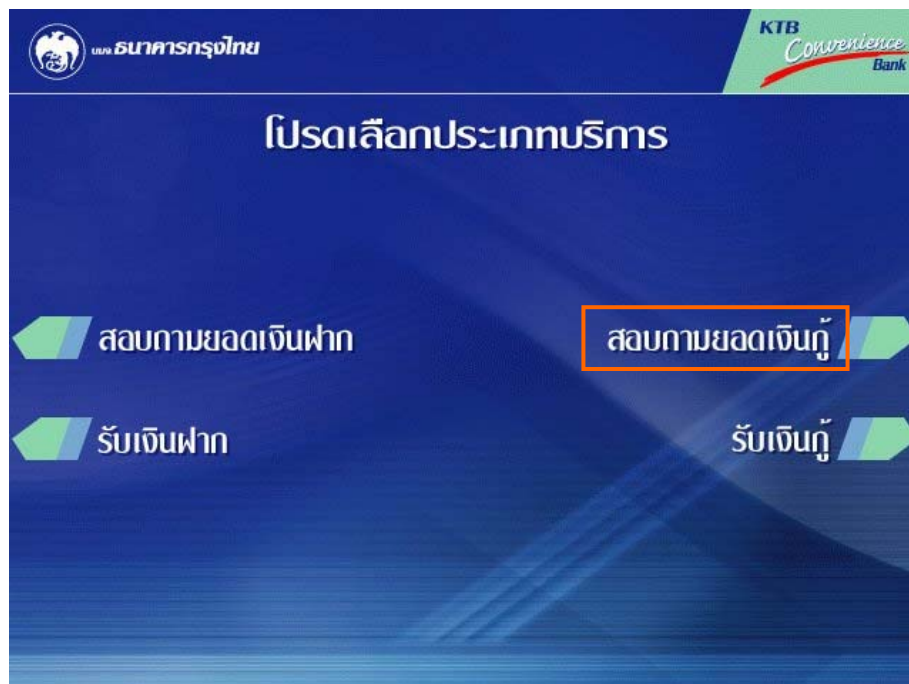 บมจ.ธนาคารกรุงไทย
KTB
Convenience
Bank
โปรดเลือกประเภทบริการ
สอบถามยอดเงินฝาก
สอบถามยอดเงินกู้
รับเงินฝาก
รับเงินกู้